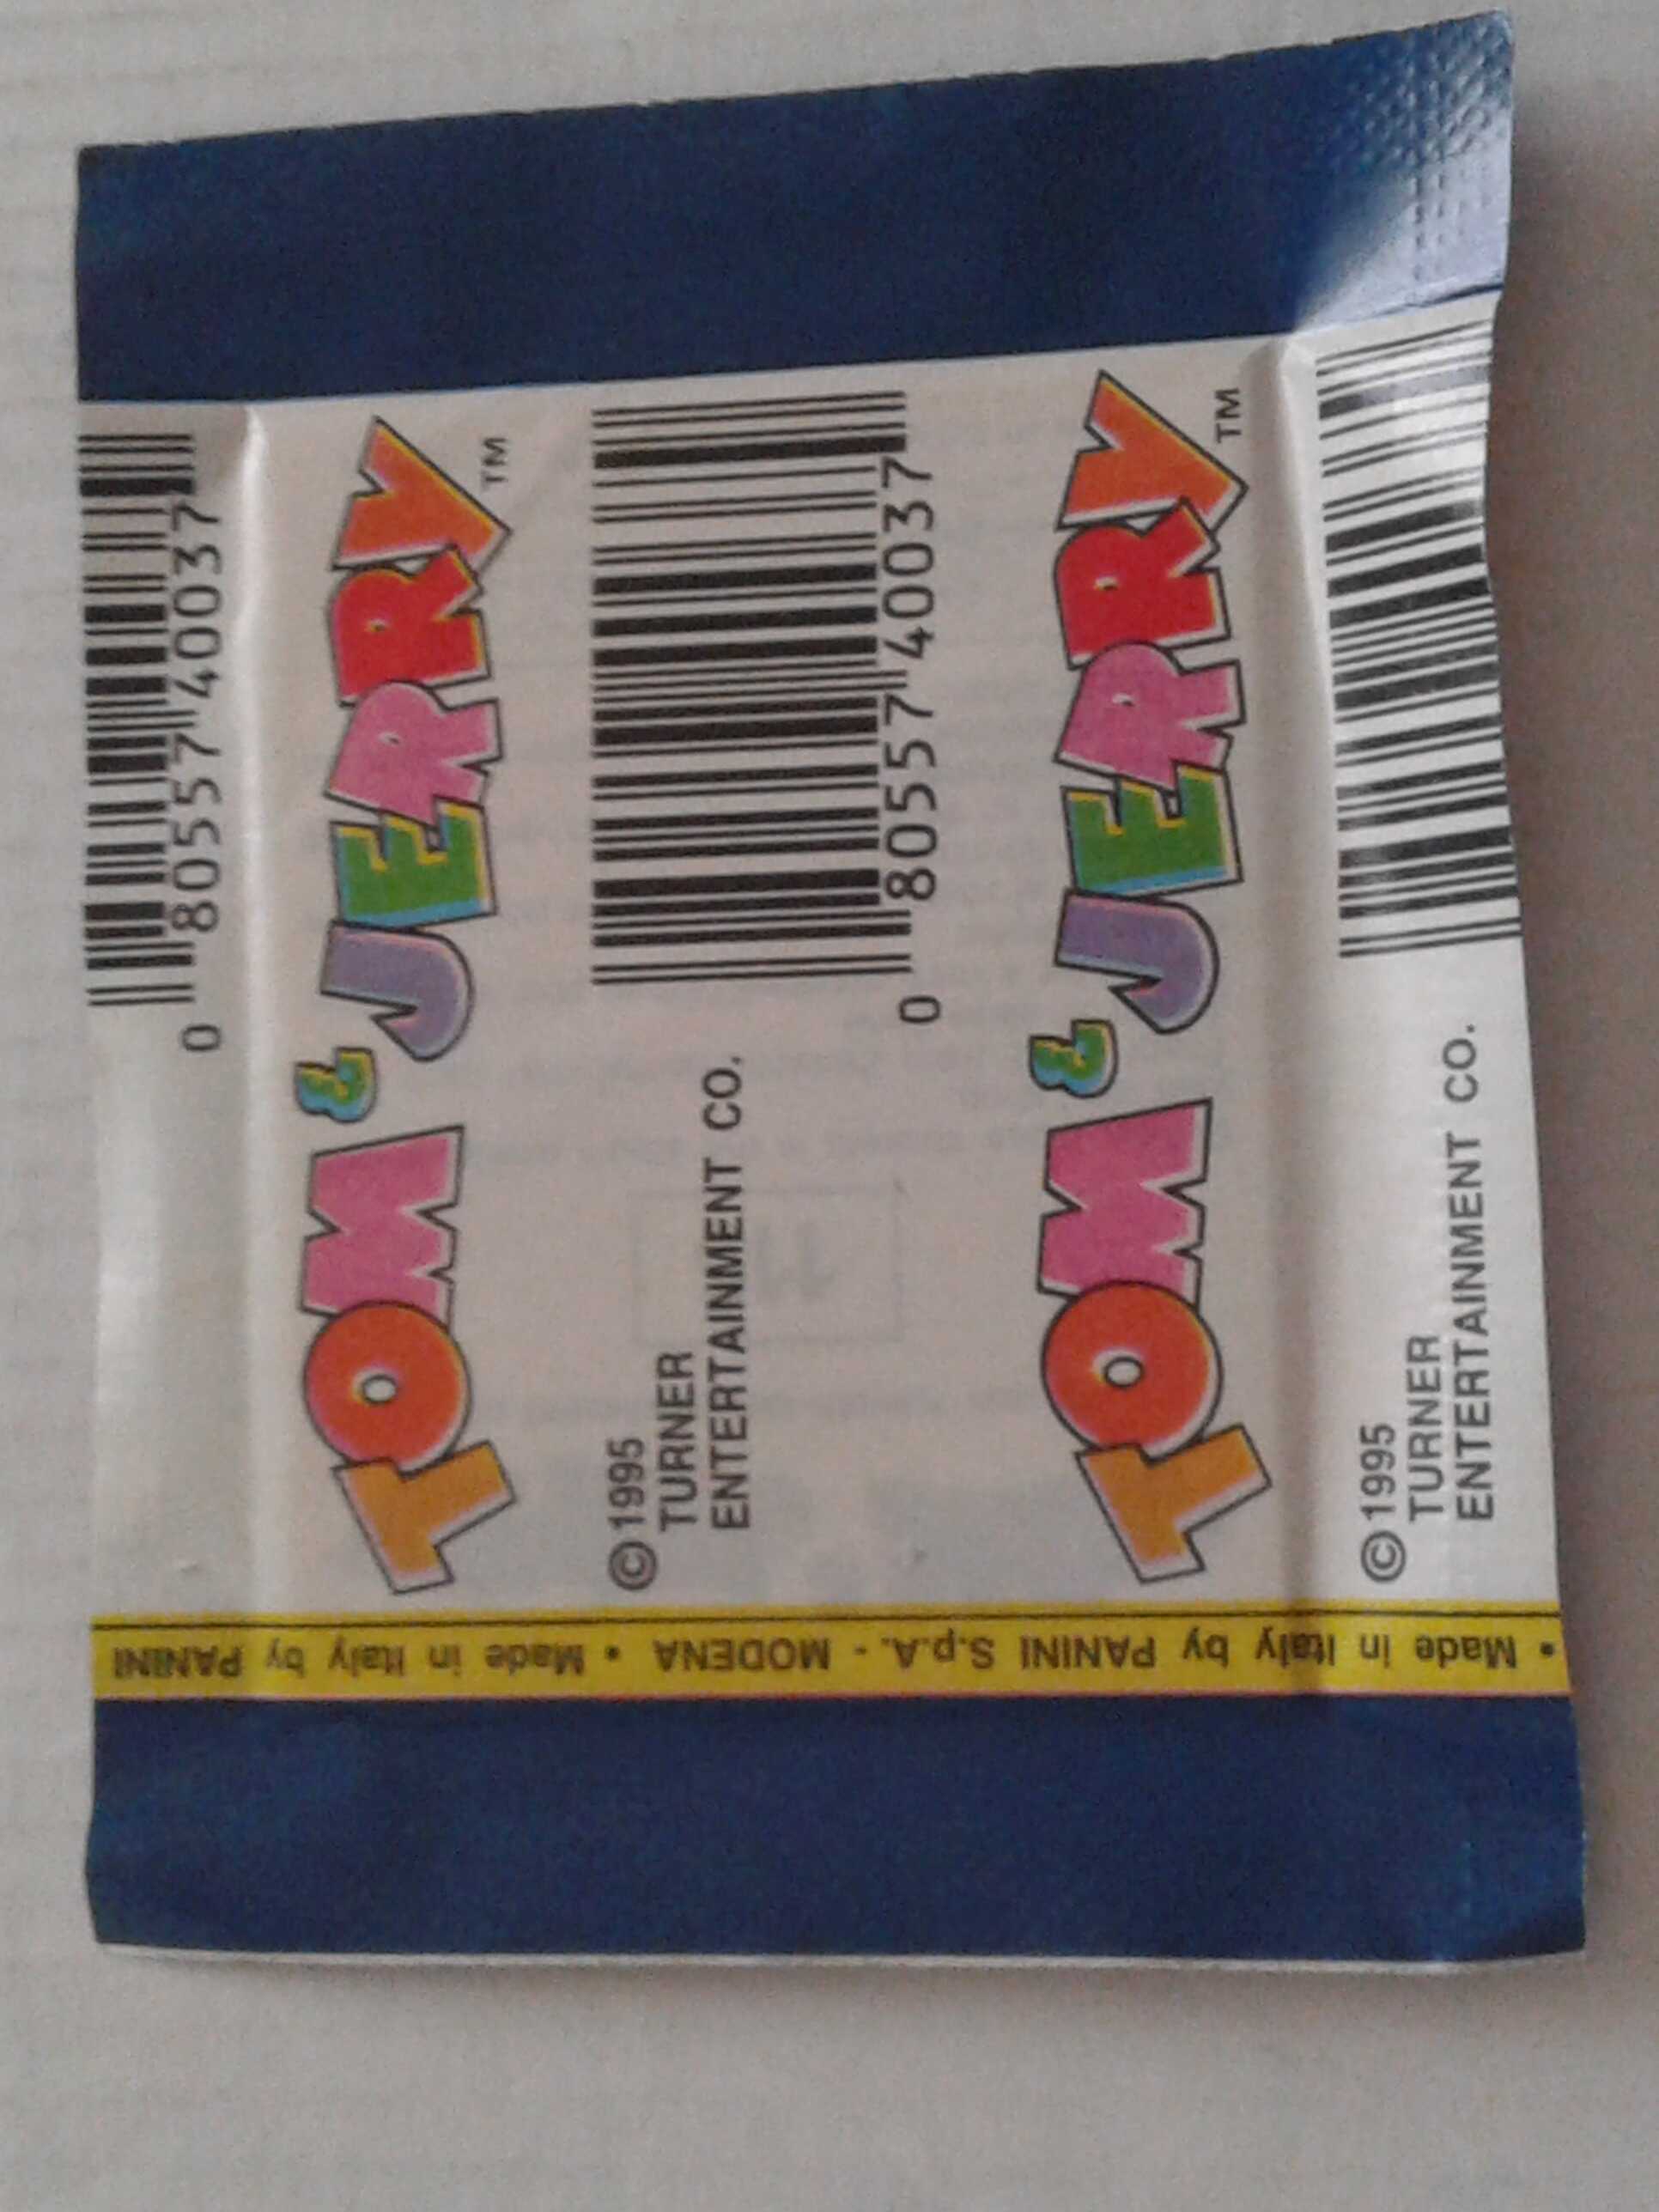 0 80557 40037
TOM & JERRY™
©1995
TURNER
ENTERTAINMENT CO.
0 80557 40037
TOM & JERRY™
©1995
TURNER
ENTERTAINMENT CO.
• Made in Italy by PANINI S.p.A. - MODENA • Made in Italy by PANINI